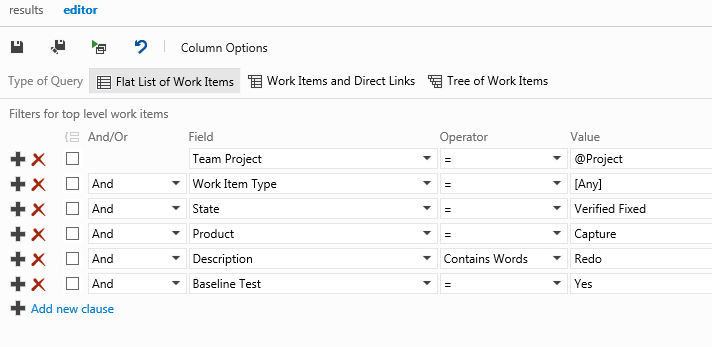 results editor
Column Options
Type of Query Flat List of Work Items Work Items and Direct Links Tree of Work Items
Filters for top level work items
And/Or Field Operator Value
Team Project = @Project
And Work Item Type = [Any]
And State = Verified Fixed
And Product = Capture
And Description Contains Words Redo
And Baseline Test = Yes
Add new clause